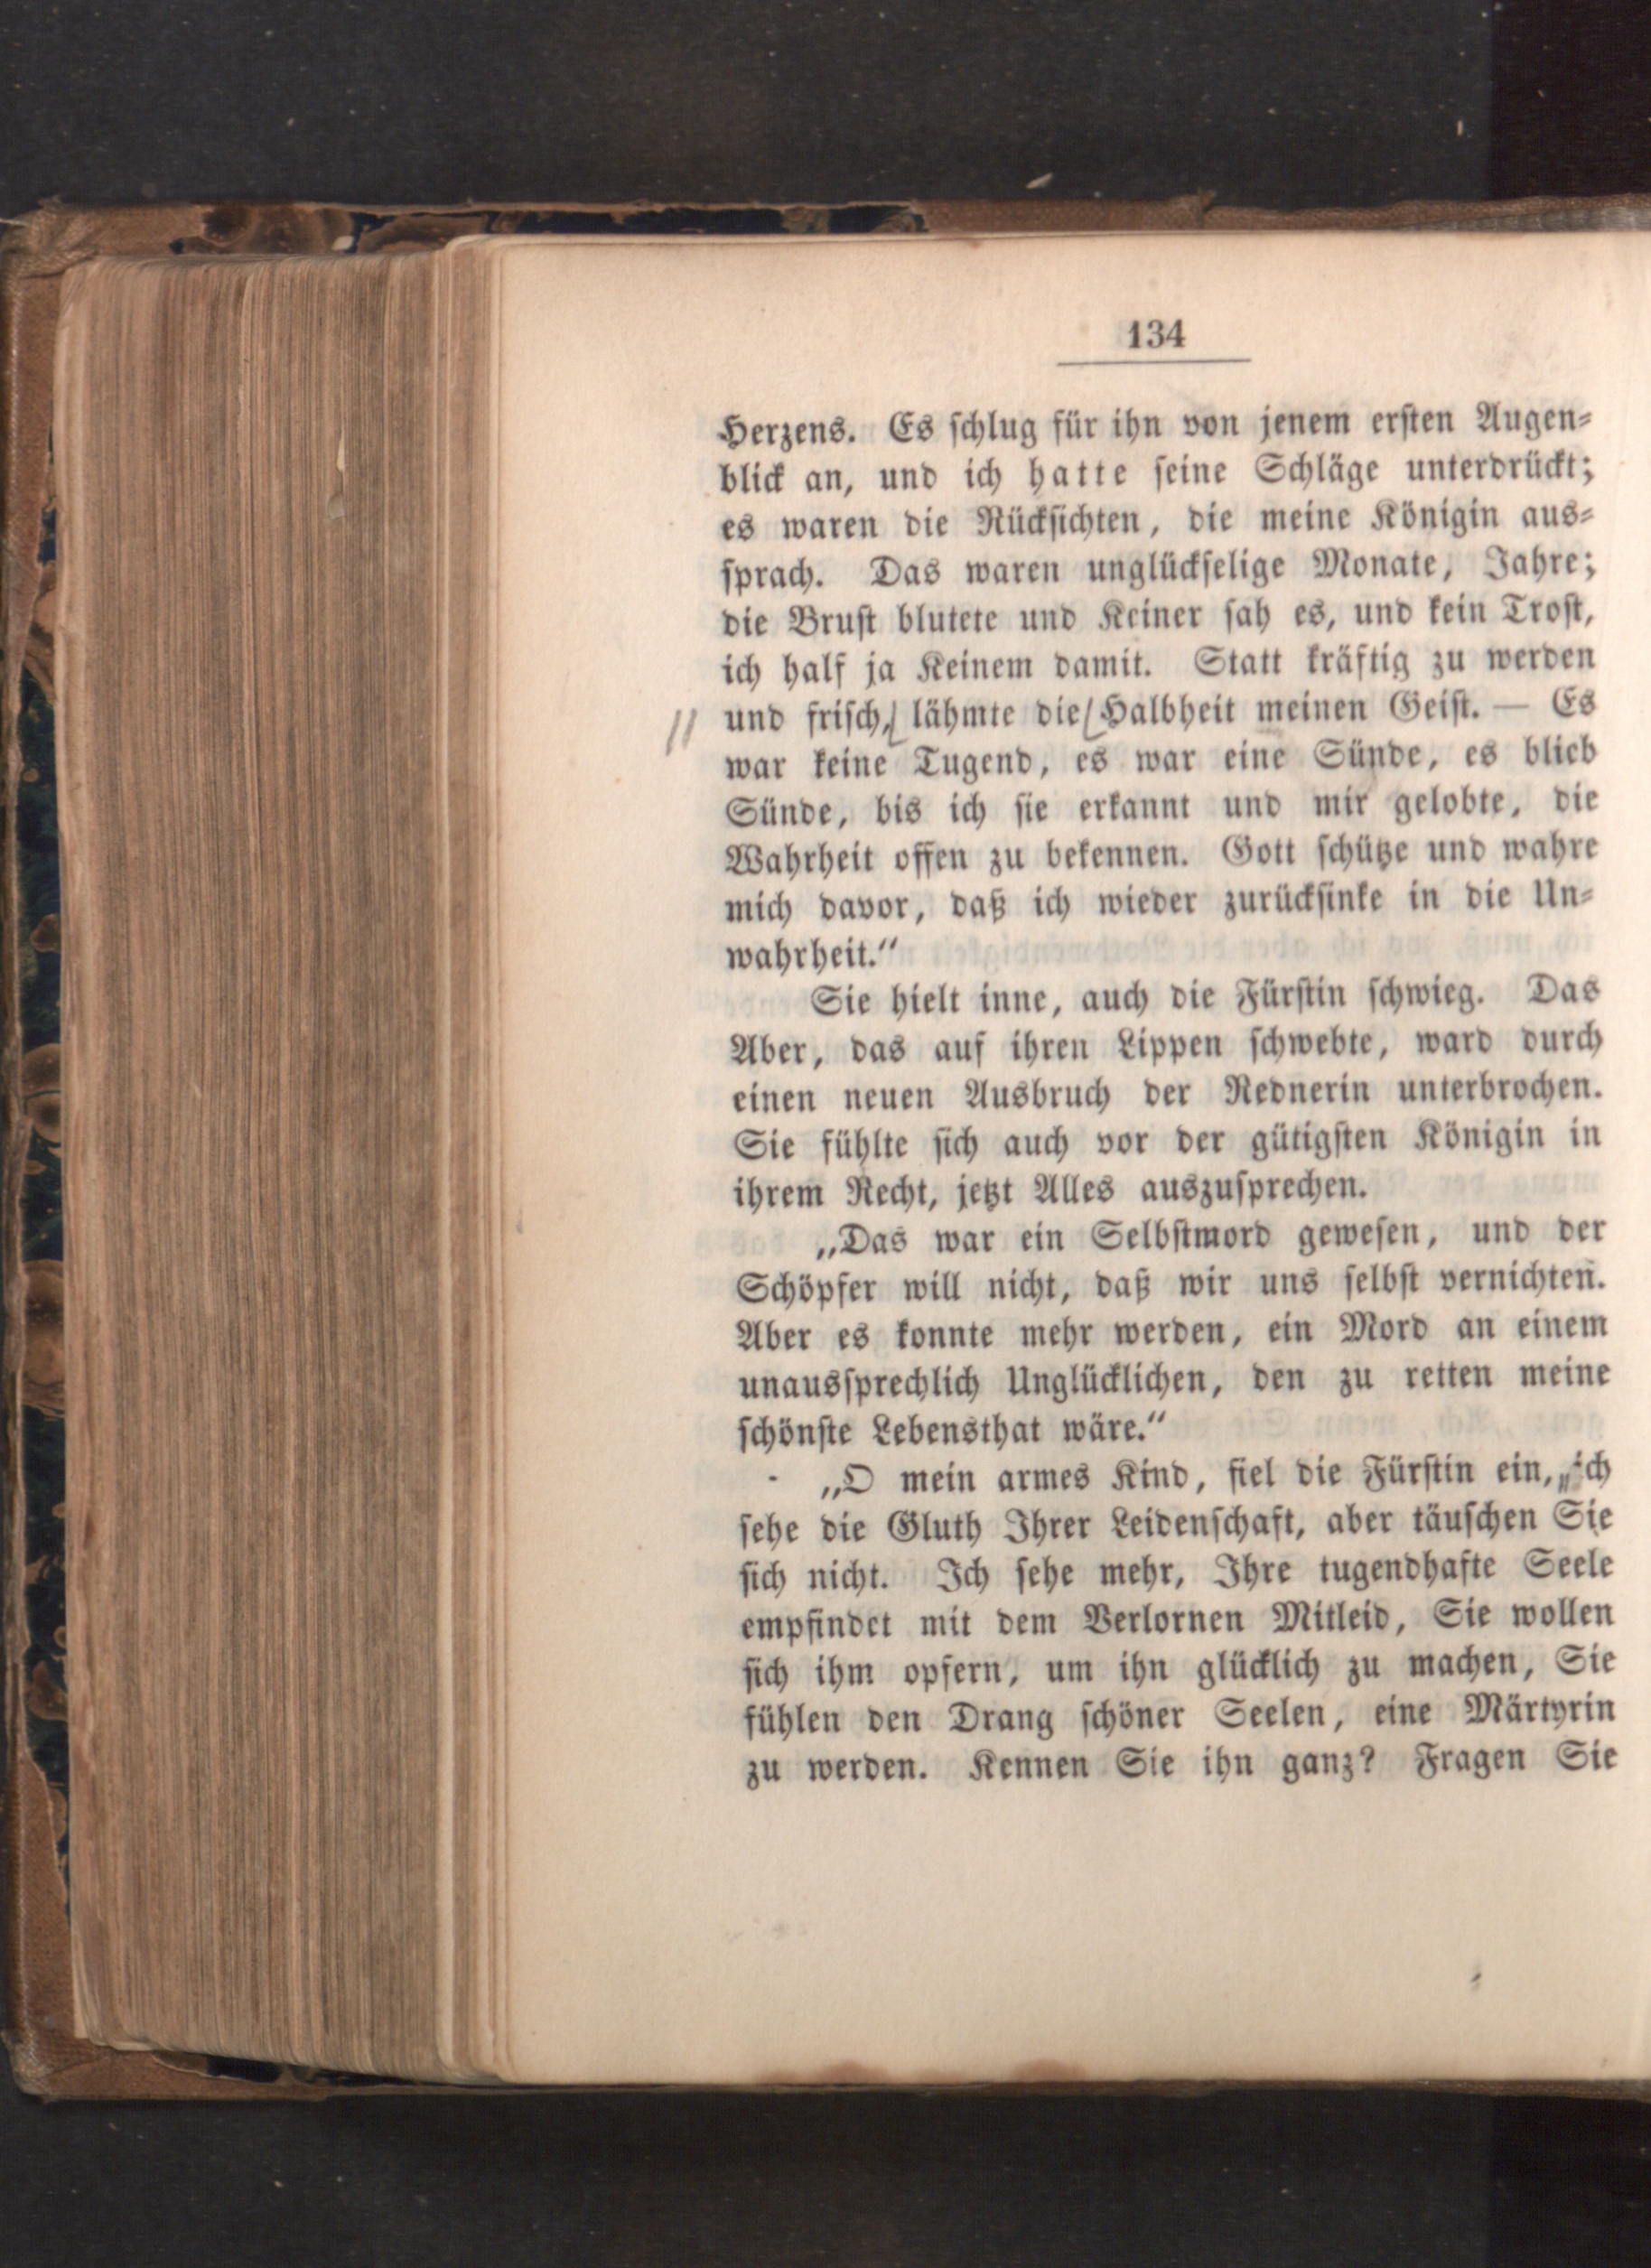 134
Herzens. Es ſchlug für ihn von jenem erſten Augen⸗
blick an, und ich hatte ſeine Schläge unterdrückt;
es waren die Rückſichten, die meine Königin aus⸗
ſprach. Das waren unglückſelige Monate, Jahre;
die Bruſt blutete und Keiner ſah es, und kein Troſt,
ich half ja Keinem damit. Statt kräftig zu werden
und friſch, lähmte die Halbheit meinen Geiſt. — Es
war keine Tugend, es war eine Sünde, es blieb
Sünde, bis ich ſie erkannt und mir gelobte, die
Wahrheit offen zu bekennen. Gott ſchütze und wahre
mich davor, daß ich wieder zurückſinke in die Un⸗
wahrheit.“
Sie hielt inne, auch die Fürſtin ſchwieg. Das
Aber, das auf ihren Lippen ſchwebte, ward durch
einen neuen Ausbruch der Rednerin unterbrochen.
Sie fühlte ſich auch vor der gütigſten Königin in
ihrem Recht, jetzt Alles auszuſprechen.
„Das war ein Selbſtmord geweſen, und der
Schöpfer will nicht, daß wir uns ſelbſt vernichten.
Aber es konnte mehr werden, ein Mord an einem
unausſprechlich Unglücklichen, den zu retten meine
ſchönſte Lebensthat wäre.“
„O mein armes Kind, fiel die Fürſtin ein, „ich
ſehe die Gluth Ihrer Leidenſchaft, aber täuſchen Sie
ſich nicht. Ich ſehe mehr, Ihre tugendhafte Seele
empfindet mit dem Verlornen Mitleid, Sie wollen
ſich ihm opfern, um ihn glücklich zu machen, Sie
fühlen den Drang ſchöner Seelen, eine Märtyrin
zu werden. Kennen Sie ihn ganz? Fragen Sie